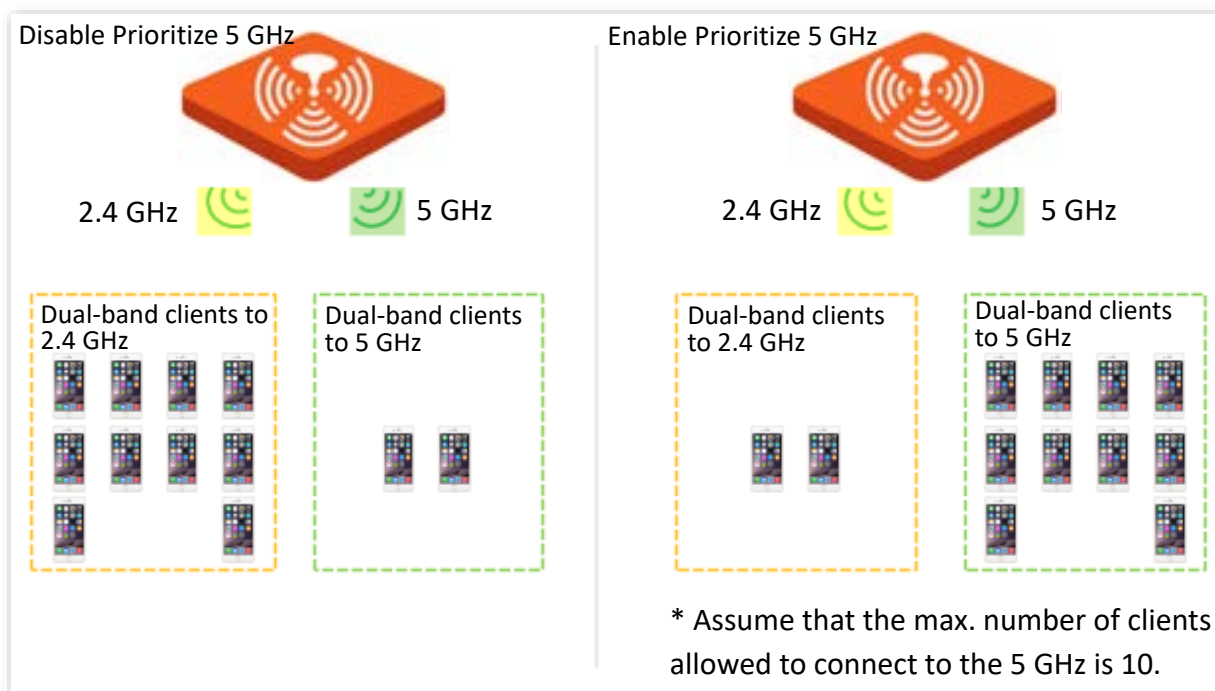 Disable Prioritize 5 GHz
2.4 GHz
5 GHz
Dual-band clients to
2.4 GHz
Dual-band clients
to 5 GHz
Enable Prioritize 5 GHz
2.4 GHz
5 GHz
Dual-band clients
to 2.4 GHz
Dual-band clients
to 5 GHz
* Assume that the max. number of clients
allowed to connect to the 5 GHz is 10.